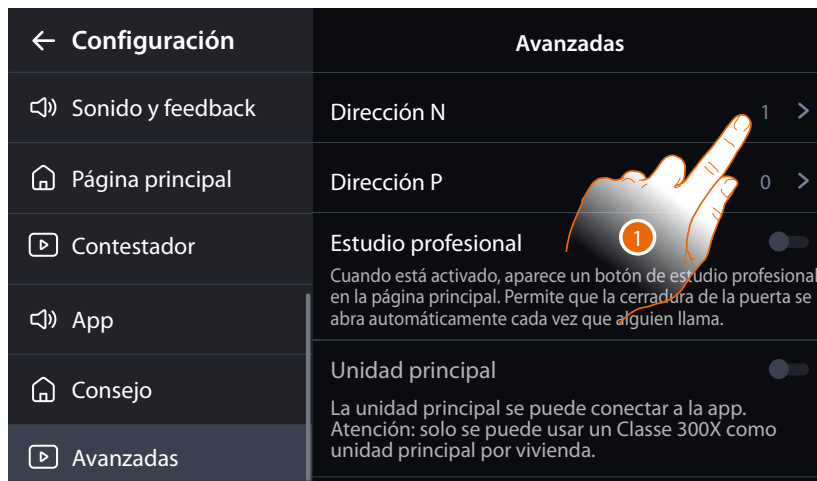 Configuración
Sonido y feedback
Página principal
Contestador
App
Consejo
Avanzadas
Avanzadas
Dirección N
1
Dirección P
0
Estudio profesional
1
Cuando está activado, aparece un botón de estudio profesional
en la página principal. Permite que la cerradura de la puerta se
abra automáticamente cada vez que alguien llama.
Unidad principal
La unidad principal se puede conectar a la app.
Atención: solo se puede usar un Classe 300X como
unidad principal por vivienda.